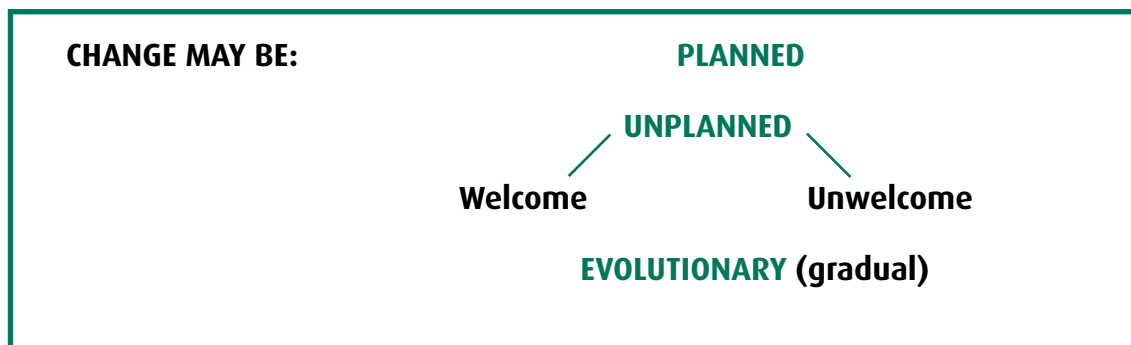 CHANGE MAY BE: PLANNED
UNPLANNED
Welcome Unwelcome
EVOLUTIONARY (gradual)